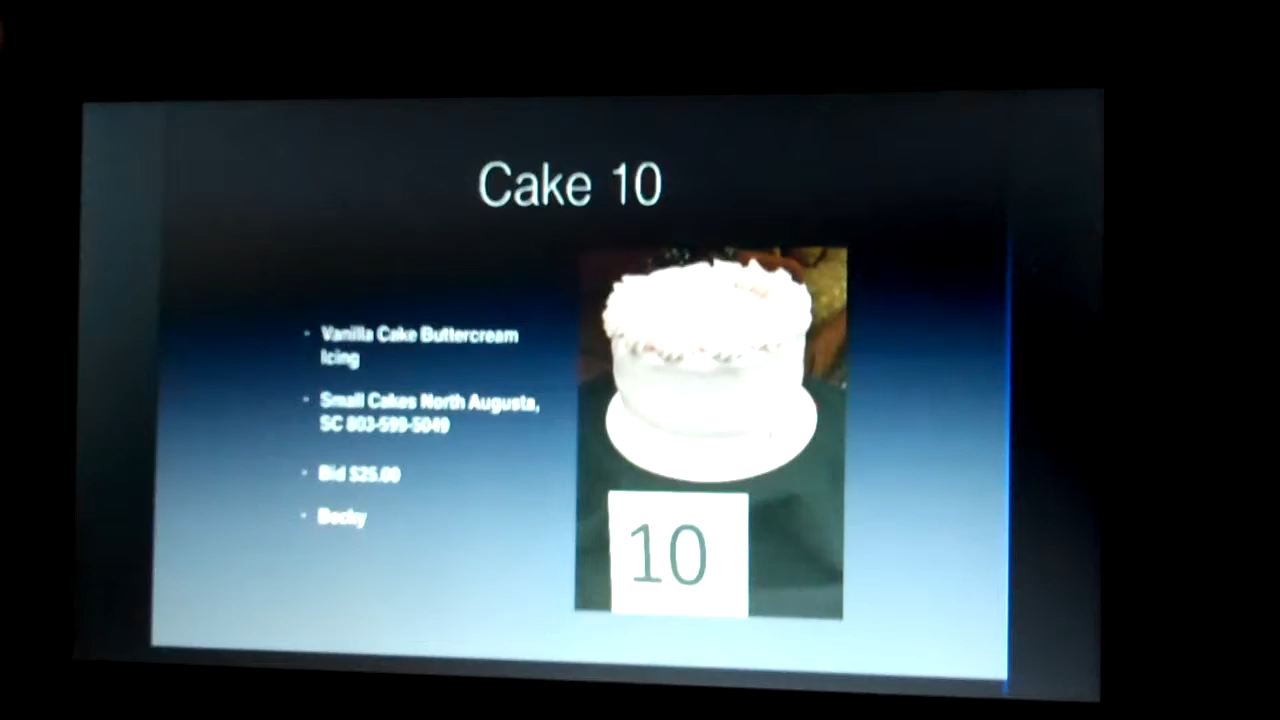 Cake 10
Vanilla Cake Buttercream
Icing
Small Cakes North Augusta,
SC 803-599-5049
Bid $25.00
Becky
10